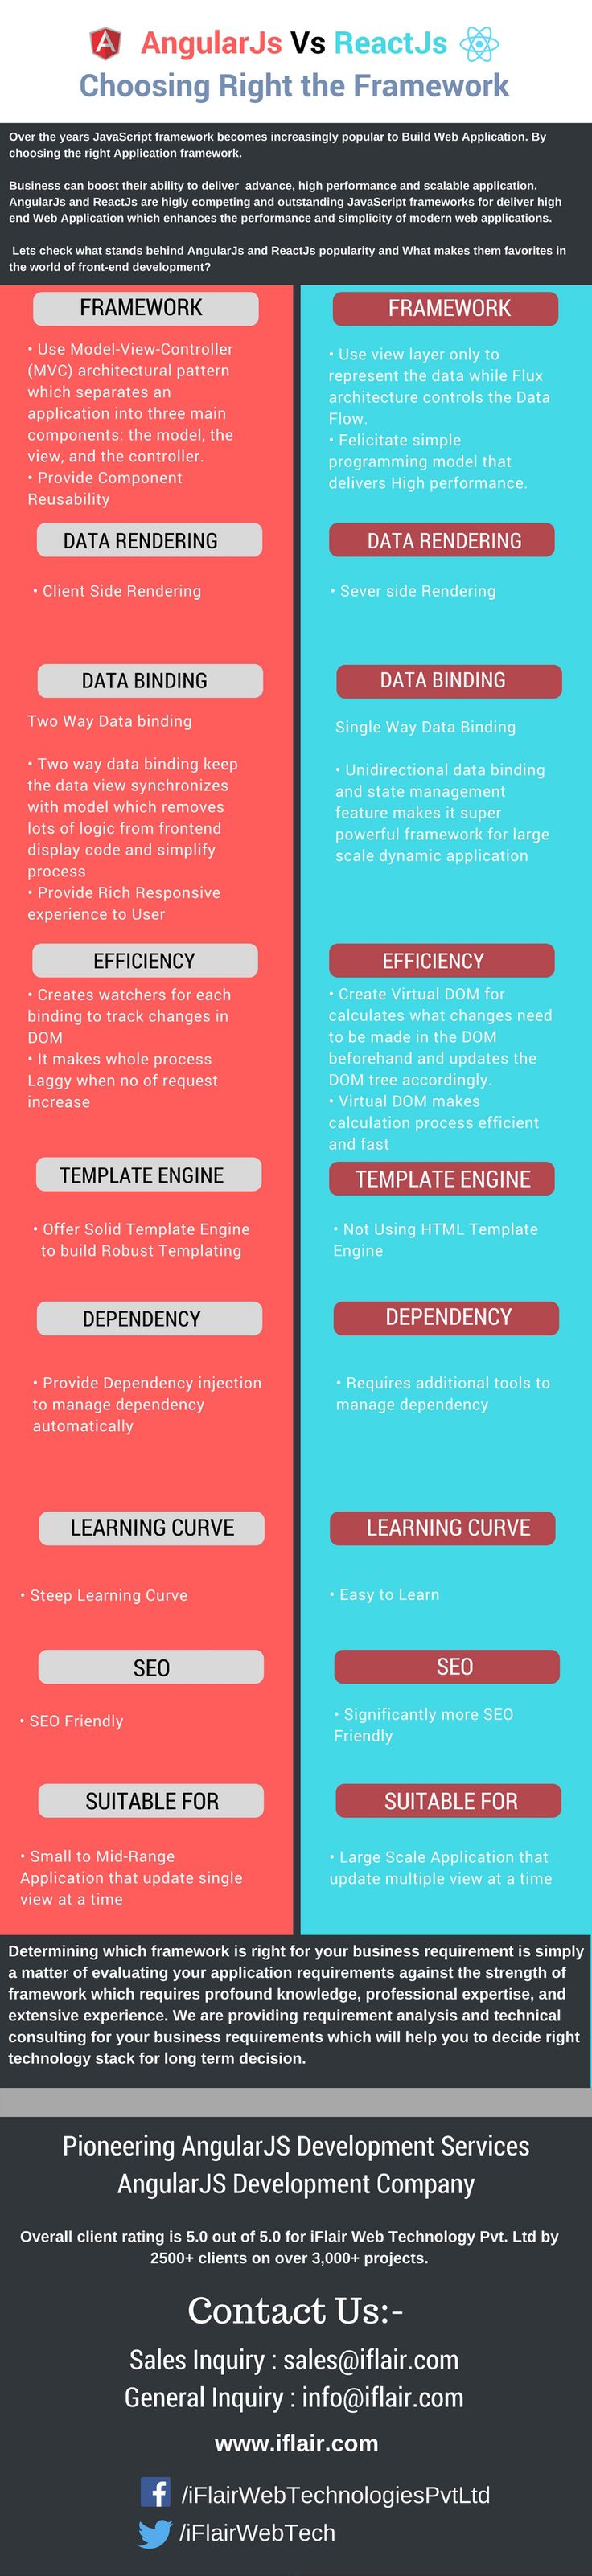 AngularJs Vs ReactJs
Choosing Right the Framework
Over the years JavaScript framework becomes increasingly popular to Build Web Application. By
choosing the right Application framework.
Business can boost their ability to deliver advance, high performance and scalable application.
AngularJs and ReactJs are higly competing and outstanding JavaScript frameworks for deliver high
end Web Application which enhances the performance and simplicity of modern web applications.
Lets check what stands behind AngularJs and ReactJs popularity and What makes them favorites in
the world of front-end development?
FRAMEWORK
• Use Model-View-Controller
(MVC) architectural pattern
which separates an
application into three main
components: the model, the
view, and the controller.
• Provide Component
Reusability
FRAMEWORK
• Use view layer only to
represent the data while Flux
architecture controls the Data
Flow.
• Felicitate simple
programming model that
delivers High performance.
DATA RENDERING
• Client Side Rendering
DATA RENDERING
• Sever side Rendering
DATA BINDING
Two Way Data binding
• Two way data binding keep
the data view synchronizes
with model which removes
lots of logic from frontend
display code and simplify
process
• Provide Rich Responsive
experience to User
DATA BINDING
Single Way Data Binding
• Unidirectional data binding
and state management
feature makes it super
powerful framework for large
scale dynamic application
EFFICIENCY
• Creates watchers for each
binding to track changes in
DOM
• It makes whole process
Laggy when no of request
increase
EFFICIENCY
• Create Virtual DOM for
calculates what changes need
to be made in the DOM
beforehand and updates the
DOM tree accordingly.
• Virtual DOM makes
calculation process efficient
and fast
TEMPLATE ENGINE
• Offer Solid Template Engine
to build Robust Templating
TEMPLATE ENGINE
• Not Using HTML Template
Engine
DEPENDENCY
• Provide Dependency injection
to manage dependency
automatically
DEPENDENCY
• Requires additional tools to
manage dependency
LEARNING CURVE
• Steep Learning Curve
LEARNING CURVE
• Easy to Learn
SEO
• SEO Friendly
SEO
• Significantly more SEO
Friendly
SUITABLE FOR
• Small to Mid-Range
Application that update single
view at a time
SUITABLE FOR
• Large Scale Application that
update multiple view at a time
Determining which framework is right for your business requirement is simply
a matter of evaluating your application requirements against the strength of
framework which requires profound knowledge, professional expertise, and
extensive experience. We are providing requirement analysis and technical
consulting for your business requirements which will help you to decide right
technology stack for long term decision.
Pioneering AngularJS Development Services
AngularJS Development Company
Overall client rating is 5.0 out of 5.0 for iFlair Web Technology Pvt. Ltd by
2500+ clients on over 3,000+ projects.
Contact Us:-
Sales Inquiry : sales@iflair.com
General Inquiry : info@iflair.com
www.iflair.com
/iFlairWebTechnologiesPvtLtd
/iFlairWebTech